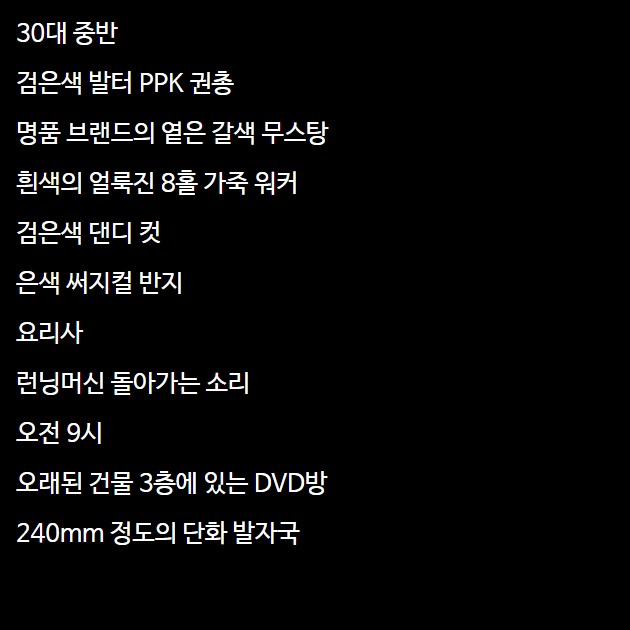 30대 중반
검은색 발터 PPK 권총
명품 브랜드의 옅은 갈색 무스탕
흰색의 얼룩진 8홀 가죽 워커
검은색 댄디 컷
은색 써지컬 반지
요리사
런닝머신 돌아가는 소리
오전 9시
오래된 건물 3층에 있는 DVD방
240mm 정도의 단화 발자국